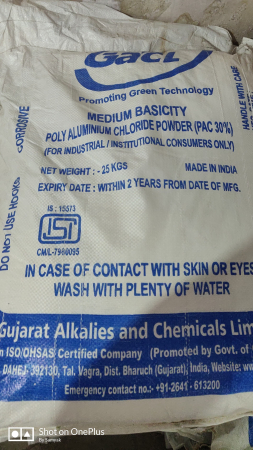 GACL
Promoting Green Technology
HANDLE WITH CARE
CORROSIVE
MEDIUM BASICITY
POLY ALUMINIUM CHLORIDE POWDER (PAC 30%)
(FOR INDUSTRIAL / INSTITUTIONAL CONSUMERS ONLY)
NET WEIGHT : - 25 KGS MADE IN INDIA
EXPIRY DATE : WITHIN 2 YEARS FROM DATE OF MFG.
DO NOT USE HOOKS
IS : 15573
ISI
CM/L-7960095
IN CASE OF CONTACT WITH SKIN OR EYES
WASH WITH PLENTY OF WATER
Gujarat Alkalies and Chemicals Lim
n ISO/OHSAS Certified Company (Promoted by Govt. of
DAHEJ- 392130, Tal. Vagra, Dist. Bharuch (Gujarat), India, Website: ww
Emergency contact no.:- +91-2641 - 613200
Shot on OnePlus